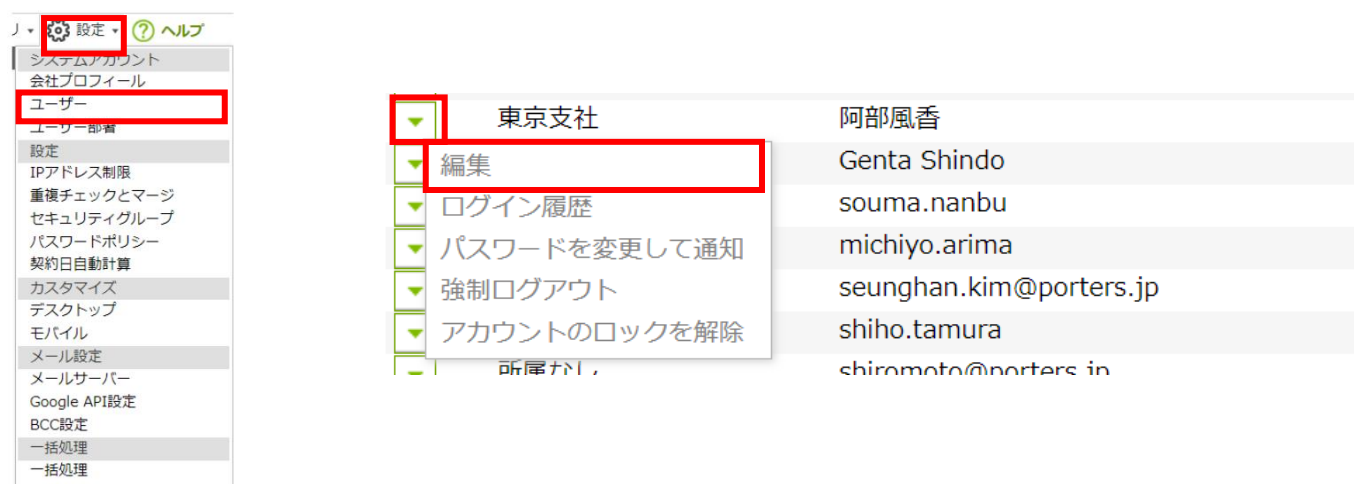 設定 ヘルプ
システムアカウント
会社プロフィール
ユーザー
ユーザー部署
設定
IPアドレス制限
重複チェックとマージ
セキュリティグループ
パスワードポリシー
契約日自動計算
カスタマイズ
デスクトップ
モバイル
メール設定
メールサーバー
Google API設定
BCC設定
一括処理
一括処理
東京支社 阿部風香
編集 Genta Shindo
ログイン履歴 souma.nanbu
パスワードを変更して通知 michiyo.arima
強制ログアウト seunghan.kim@porters.jp
アカウントのロックを解除 shiho.tamura
所属なし shiromoto@porters.jp